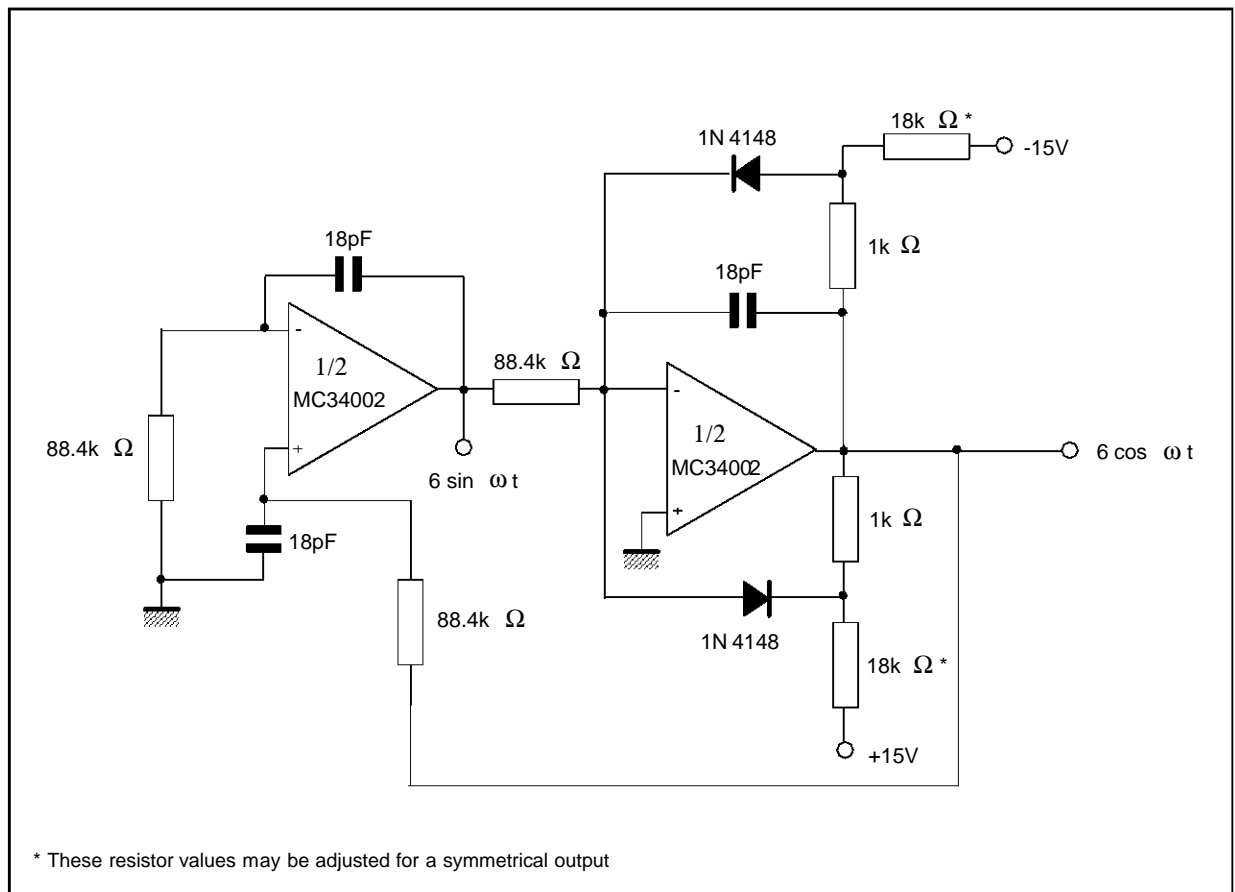 18k Ω *
1N 4148
-15V
18pF
1k Ω
18pF
-
1/2
MC34002
88.4k Ω
-
88.4k Ω
+
1/2
MC34002
6 cos ω t
6 sin ω t
+
1k Ω
18pF
88.4k Ω
1N 4148
18k Ω *
+15V
* These resistor values may be adjusted for a symmetrical output